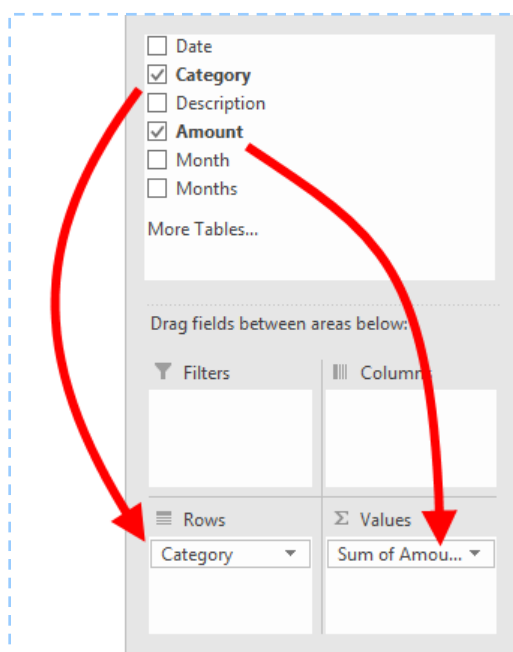 Date
Category
Description
Amount
Month
Months
More Tables...
Drag fields between areas below:
Filters
Columns
Rows
Σ Values
Category
Sum of Amou...